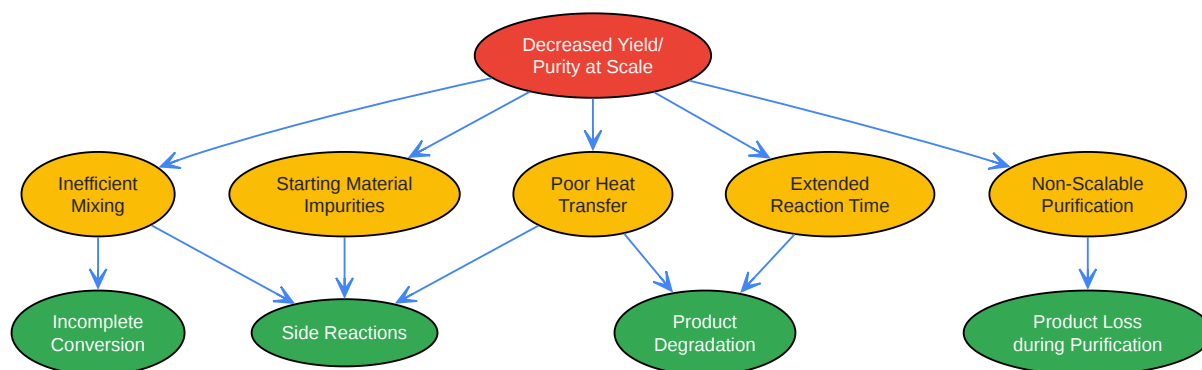 Decreased Yield/
Purity at Scale
Inefficient
Mixing
Starting Material
Impurities
Poor Heat
Transfer
Extended
Reaction Time
Non-Scalable
Purification
Incomplete
Conversion
Side Reactions
Product
Degradation
Product Loss
during Purification